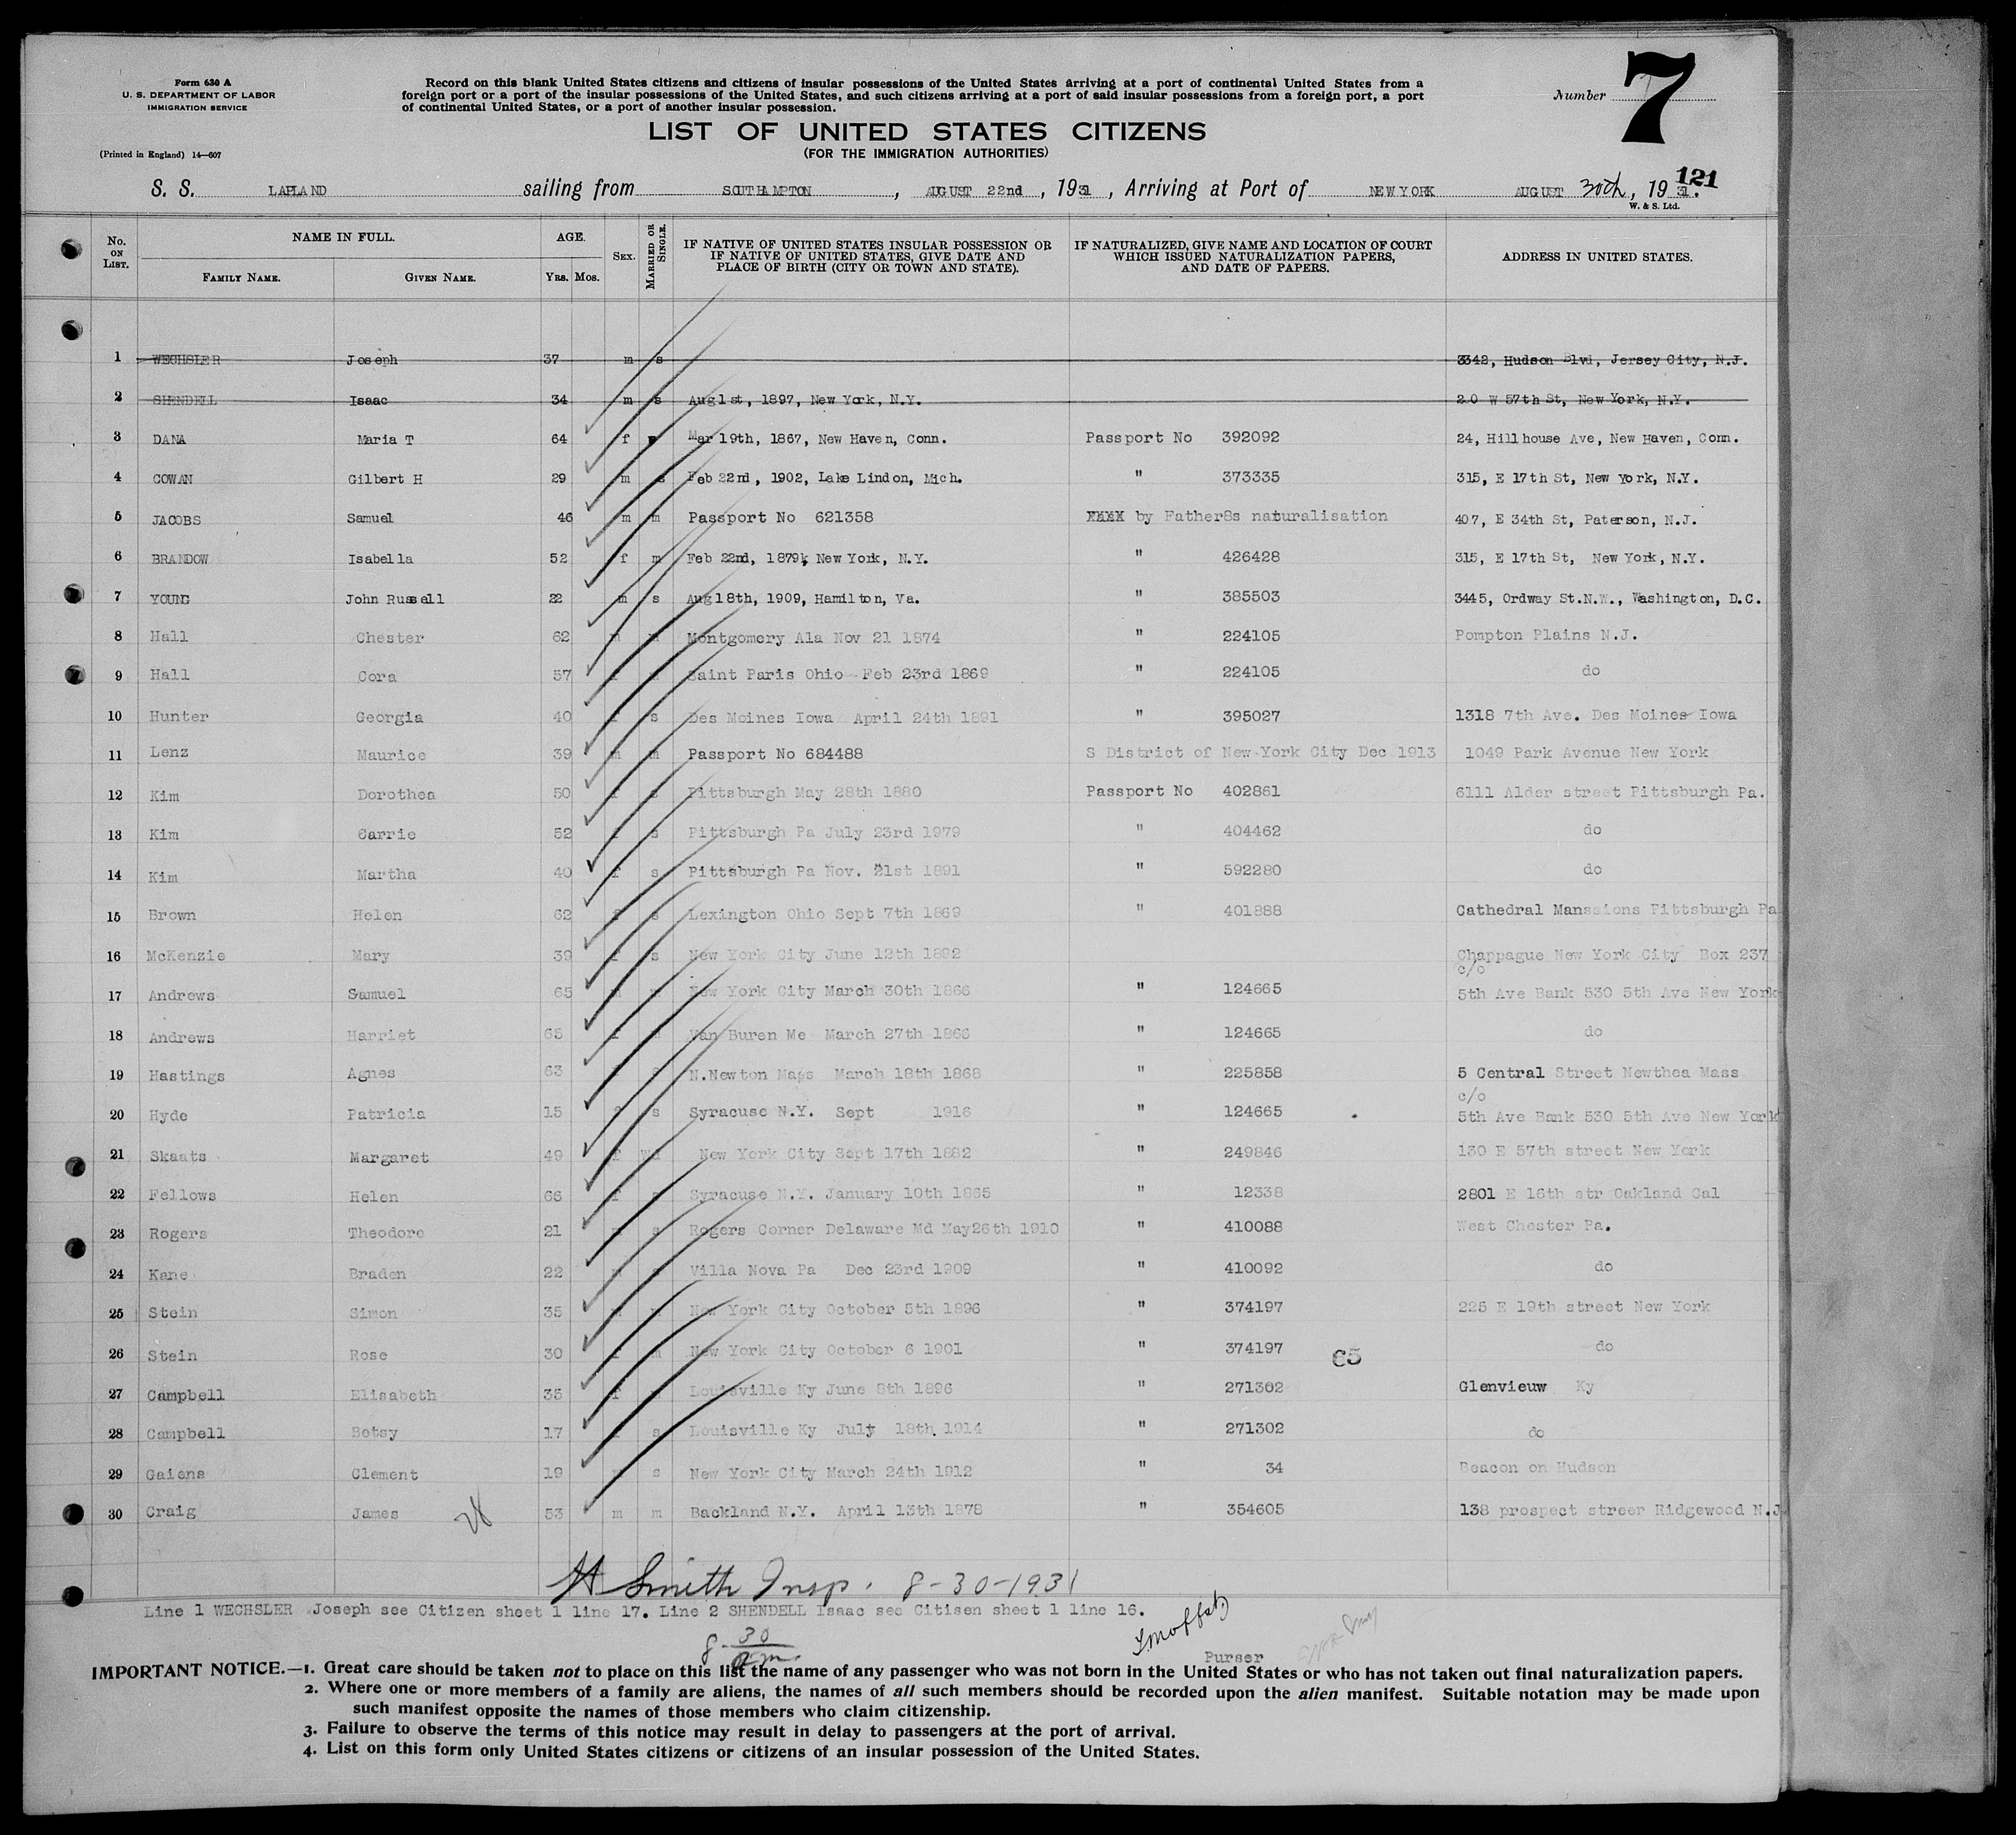 Form 630 A
U. S. DEPARTMENT OF LABOR
IMMIGRATION SERVICE
(Printed in England) 14—607
Record on this blank United States citizens and citizens of insular possessions of the United States arriving at a port of continental United States from a
foreign port or a port of the insular possessions of the United States, and such citizens arriving at a port of said insular possessions from a foreign port, a port
of continental United States, or a port of another insular possession.
Number 7
LIST OF UNITED STATES CITIZENS
(FOR THE IMMIGRATION AUTHORITIES)
121
S. S. LAPLAND sailing from SOUTHAMPTON, AUGUST 22nd, 1931, Arriving at Port of NEW YORK AUGUST 30th, 1931.
W. & S. Ltd.
No. ON LIST. NAME IN FULL. FAMILY NAME. GIVEN NAME. AGE. YRS. MOS. SEX. MARRIED OR SINGLE. IF NATIVE OF UNITED STATES INSULAR POSSESSION OR IF NATIVE OF UNITED STATES, GIVE DATE AND PLACE OF BIRTH (CITY OR TOWN AND STATE). IF NATURALIZED, GIVE NAME AND LOCATION OF COURT WHICH ISSUED NATURALIZATION PAPERS, AND DATE OF PAPERS. ADDRESS IN UNITED STATES.
1 WECHSLER Joseph 37 m s 3342, Hudson Blvd, Jersey City, N.J.
2 SHENDELL Isaac 34 m s Aug 1st, 1897, New York, N.Y. 20 W 57th St, New York, N.Y.
3 DANA Maria T 64 f Mar 19th, 1867, New Haven, Conn. Passport No 392092 24, Hillhouse Ave, New Haven, Conn.
4 COWAN Gilbert H 29 m s Feb 22nd, 1902, Lake Lindon, Mich. " 373335 315, E 17th St, New York, N.Y.
5 JACOBS Samuel 46 m m Passport No 621358 XXXX by Father8s naturalisation 407, E 34th St, Paterson, N.J.
6 BRANDOW Isabella 52 f m Feb 22nd, 1879, New York, N.Y. " 426428 315, E 17th St, New York, N.Y.
7 YOUNG John Russell 22 m s Aug 18th, 1909, Hamilton, Va. " 385503 3445, Ordway St.N.W., Washington, D.C.
8 Hall Chester 62 m m Montgomery Ala Nov 21 1874 " 224105 Pompton Plains N.J.
9 Hall Cora 57 f Saint Paris Ohio Feb 23rd 1869 " 224105 do
10 Hunter Georgia 40 f s Des Moines Iowa April 24th 1891 " 395027 1318 7th Ave. Des Moines Iowa
11 Lenz Maurice 39 m m Passport No 684488 S District of New York City Dec 1913 1049 Park Avenue New York
12 Kim Dorothea 50 f s Pittsburgh May 28th 1880 Passport No 402861 6111 Alder street Pittsburgh Pa.
13 Kim Carrie 52 f s Pittsburgh Pa July 23rd 1979 " 404462 do
14 Kim Martha 40 f s Pittsburgh Pa Nov. 21st 1891 " 592280 do
15 Brown Helen 62 f s Lexington Ohio Sept 7th 1869 " 401888 Cathedral Manssions Pittsburgh Pa
16 McKenzie Mary 39 f s New York City June 12th 1892 Chappague New York City Box 237
17 Andrews Samuel 65 m New York City March 30th 1866 " 124665 c/o 5th Ave Bank 530 5th Ave New York
18 Andrews Harriet 65 f Van Buren Me March 27th 1866 " 124665 do
19 Hastings Agnes 63 N.Newton Mass March 18th 1868 " 225858 5 Central Street Newthea Mass
20 Hyde Patricia 15 f s Syracuse N.Y. Sept 1916 " 124665 c/o 5th Ave Bank 530 5th Ave New York
21 Skaats Margaret 49 f New York City Sept 17th 1882 " 249846 130 E 57th street New York
22 Fellows Helen 66 f Syracuse N.Y. January 10th 1865 " 12338 2801 E 16th str Oakland Cal
23 Rogers Theodore 21 m s Rogers Corner Delaware Md May26th 1910 " 410088 West Chester Pa.
24 Kane Braden 22 Villa Nova Pa Dec 23rd 1909 " 410092 do
25 Stein Simon 35 New York City October 5th 1896 " 374197 225 E 19th street New York
26 Stein Rose 30 f m New York City October 6 1901 " 374197 do
65
27 Campbell Elisabeth 35 f Louisville Ky June 8th 1896 " 271302 Glenvieuw Ky
28 Campbell Betsy 17 s Louisville Ky July 18th. 1914 " 271302 do
29 Gaiens Clement 19 s New York City March 24th 1912 " 34 Beacon on Hudson
30 Craig James 53 m m Backland N.Y. April 13th 1878 " 354605 138 prospect streer Ridgewood N.J.
28
H Smith Insp. 8-30-1931
Line 1 WECHSLER Joseph see Citizen sheet 1 line 17. Line 2 SHENDELL Isaac see Citisen sheet 1 line 16.
8-30
Purser
IMPORTANT NOTICE.—1. Great care should be taken not to place on this list the name of any passenger who was not born in the United States or who has not taken out final naturalization papers.
2. Where one or more members of a family are aliens, the names of all such members should be recorded upon the alien manifest. Suitable notation may be made upon
such manifest opposite the names of those members who claim citizenship.
3. Failure to observe the terms of this notice may result in delay to passengers at the port of arrival.
4. List on this form only United States citizens or citizens of an insular possession of the United States.